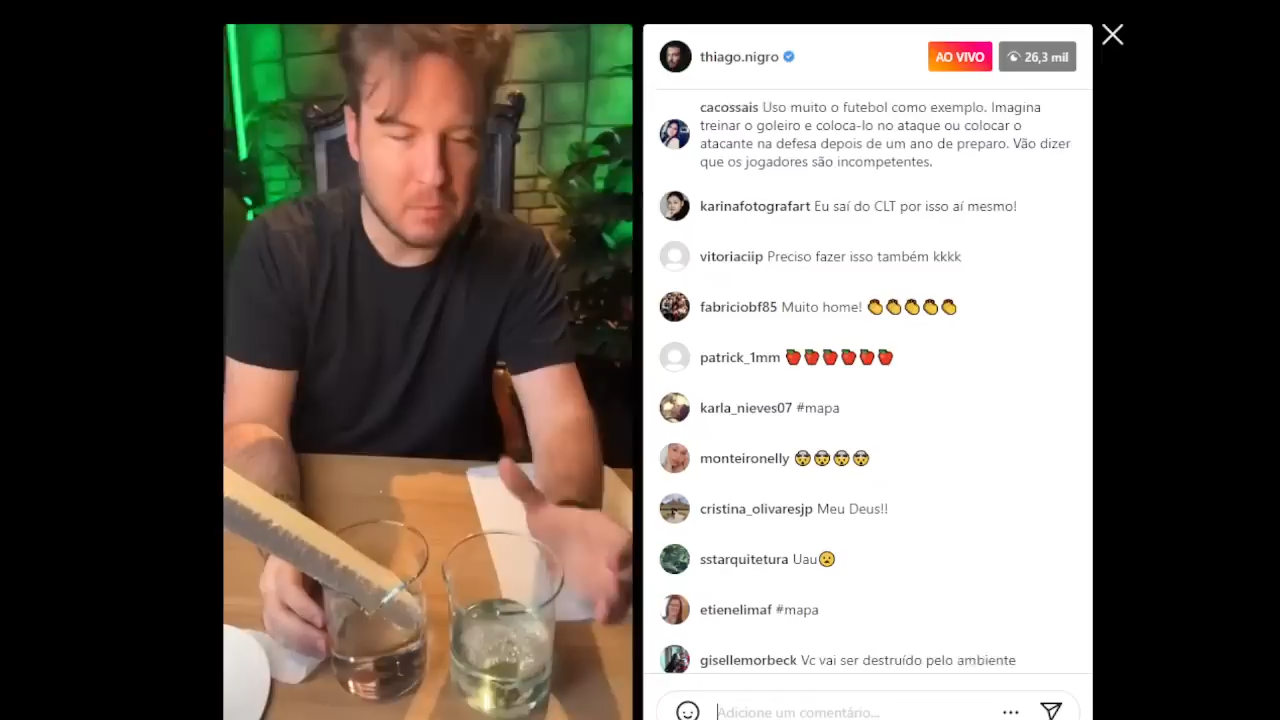 thiago.nigro
AO VIVO
26,3 mil
cacossais Uso muito o futebol como exemplo. Imagina
treinar o goleiro e coloca-lo no ataque ou colocar o
atacante na defesa depois de um ano de preparo. Vão dizer
que os jogadores são incompetentes.
karinafotografart Eu saí do CLT por isso aí mesmo!
vitoriaciip Preciso fazer isso também kkkk
fabriciobf85 Muito home! 👏👏👏👏👏
patrick_1mm 🍎🍎🍎🍎🍎🍎
karla_nieves07 #mapa
monteironelly 🤯🤯🤯🤯
cristina_olivaresjp Meu Deus!!
sstarquitetura Uau😧
etienelimaf #mapa
gisellemorbeck Vc vai ser destruído pelo ambiente
Adicione um comentário...